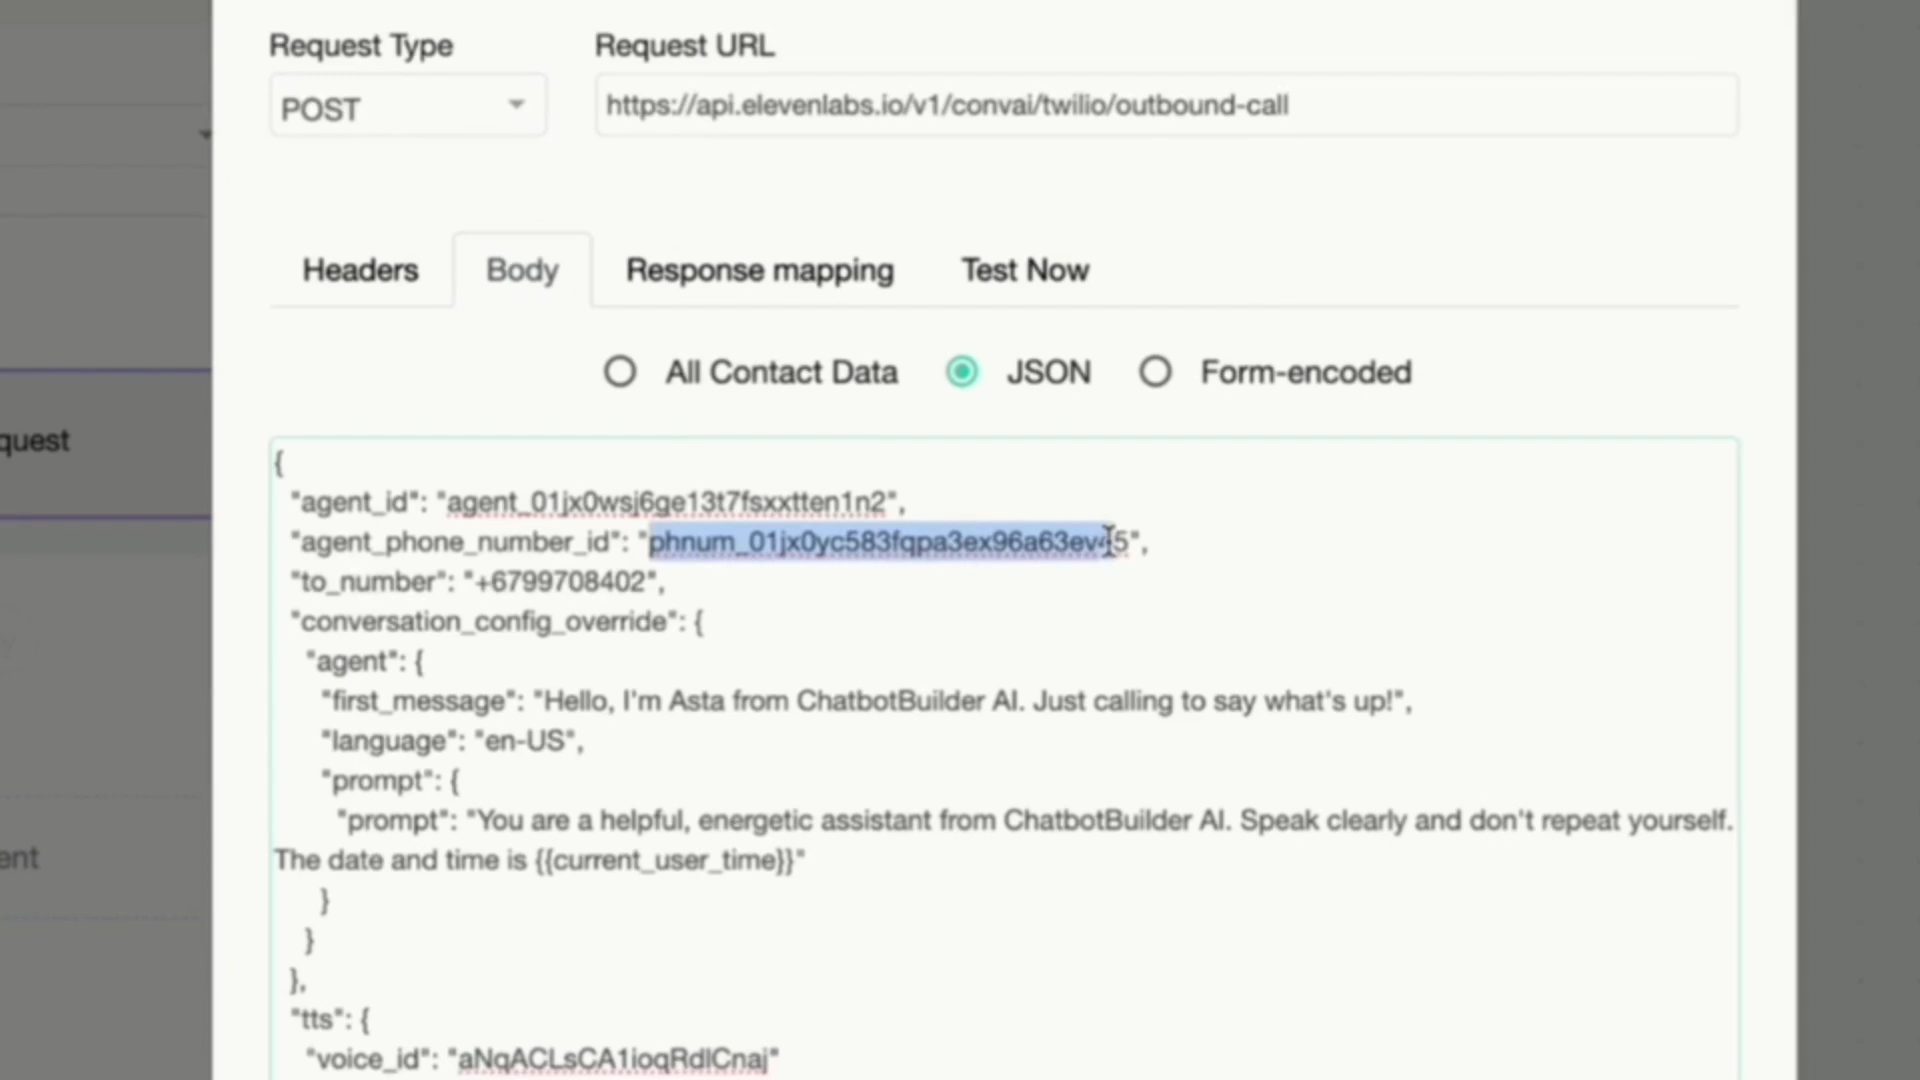 Request Type
Request URL
POST
https://api.elevenlabs.io/v1/convai/twilio/outbound-call
Headers
Body
Response mapping
Test Now
All Contact Data
JSON
Form-encoded
quest
ent
{
"agent_id": "agent_01jx0wsj6ge13t7fsxxtten1n2",
"agent_phone_number_id": "phnum_01jx0yc583fqpa3ex96a63ev45",
"to_number": "+6799708402",
"conversation_config_override": {
"agent": {
"first_message": "Hello, I'm Asta from ChatbotBuilder AI. Just calling to say what's up!",
"language": "en-US",
"prompt": {
"prompt": "You are a helpful, energetic assistant from ChatbotBuilder AI. Speak clearly and don't repeat yourself.
The date and time is {{current_user_time}}"
}
}
},
"tts": {
"voice_id": "aNqACLsCA1ioqRdlCnaj"